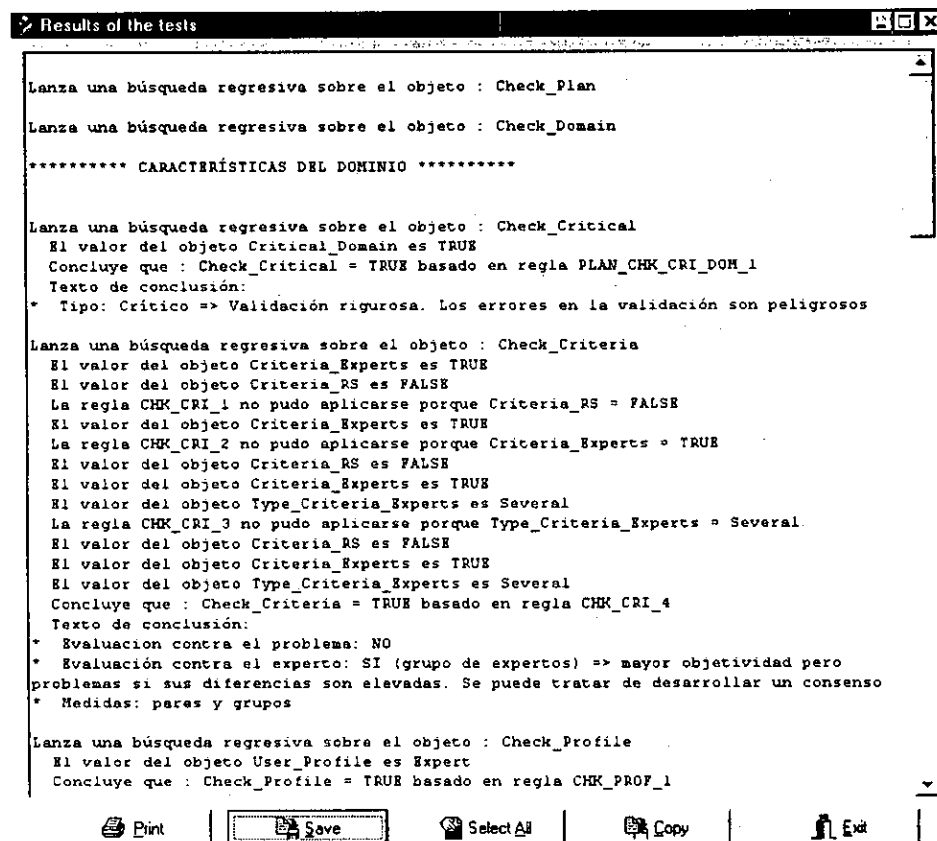 Results of the tests
Lanza una búsqueda regresiva sobre el objeto : Check_Plan
Lanza una búsqueda regresiva sobre el objeto : Check_Domain
********** CARACTERÍSTICAS DEL DOMINIO **********
Lanza una búsqueda regresiva sobre el objeto : Check_Critical
El valor del objeto Critical_Domain es TRUE
Concluye que : Check_Critical = TRUE basado en regla PLAN_CHK_CRI_DOM_1
Texto de conclusión:
* Tipo: Crítico => Validación rigurosa. Los errores en la validación son peligrosos
Lanza una búsqueda regresiva sobre el objeto : Check_Criteria
El valor del objeto Criteria_Experts es TRUE
El valor del objeto Criteria_RS es FALSE
La regla CHK_CRI_1 no pudo aplicarse porque Criteria_RS = FALSE
El valor del objeto Criteria_Experts es TRUE
La regla CHK_CRI_2 no pudo aplicarse porque Criteria_Experts = TRUE
El valor del objeto Criteria_RS es FALSE
El valor del objeto Criteria_Experts es TRUE
El valor del objeto Type_Criteria_Experts es Several
La regla CHK_CRI_3 no pudo aplicarse porque Type_Criteria_Experts = Several
El valor del objeto Criteria_RS es FALSE
El valor del objeto Criteria_Experts es TRUE
El valor del objeto Type_Criteria_Experts es Several
Concluye que : Check_Criteria = TRUE basado en regla CHK_CRI_4
Texto de conclusión:
* Evaluacion contra el problema: NO
* Evaluación contra el experto: SI (grupo de expertos) => mayor objetividad pero
problemas si sus diferencias son elevadas. Se puede tratar de desarrollar un consenso
* Medidas: pares y grupos
Lanza una búsqueda regresiva sobre el objeto : Check_Profile
El valor del objeto User_Profile es Expert
Concluye que : Check_Profile = TRUE basado en regla CHK_PROF_1
Print Save Select All Copy Exit